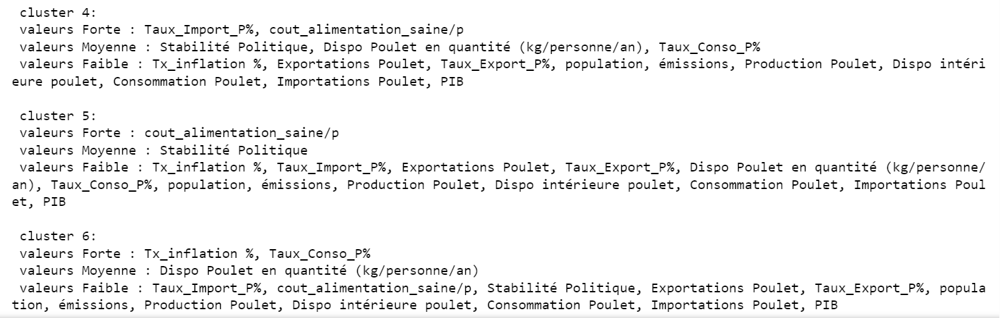 cluster 4:
valeurs Forte : Taux_Import_P%, cout_alimentation_saine/p
valeurs Moyenne : Stabilité Politique, Dispo Poulet en quantité (kg/personne/an), Taux_Conso_P%
valeurs Faible : Tx_inflation %, Exportations Poulet, Taux_Export_P%, population, émissions, Production Poulet, Dispo intéri
eure poulet, Consommation Poulet, Importations Poulet, PIB
cluster 5:
valeurs Forte : cout_alimentation_saine/p
valeurs Moyenne : Stabilité Politique
valeurs Faible : Tx_inflation %, Taux_Import_P%, Exportations Poulet, Taux_Export_P%, Dispo Poulet en quantité (kg/personne/
an), Taux_Conso_P%, population, émissions, Production Poulet, Dispo intérieure poulet, Consommation Poulet, Importations Poul
et, PIB
cluster 6:
valeurs Forte : Tx_inflation %, Taux_Conso_P%
valeurs Moyenne : Dispo Poulet en quantité (kg/personne/an)
valeurs Faible : Taux_Import_P%, cout_alimentation_saine/p, Stabilité Politique, Exportations Poulet, Taux_Export_P%, popula
tion, émissions, Production Poulet, Dispo intérieure poulet, Consommation Poulet, Importations Poulet, PIB